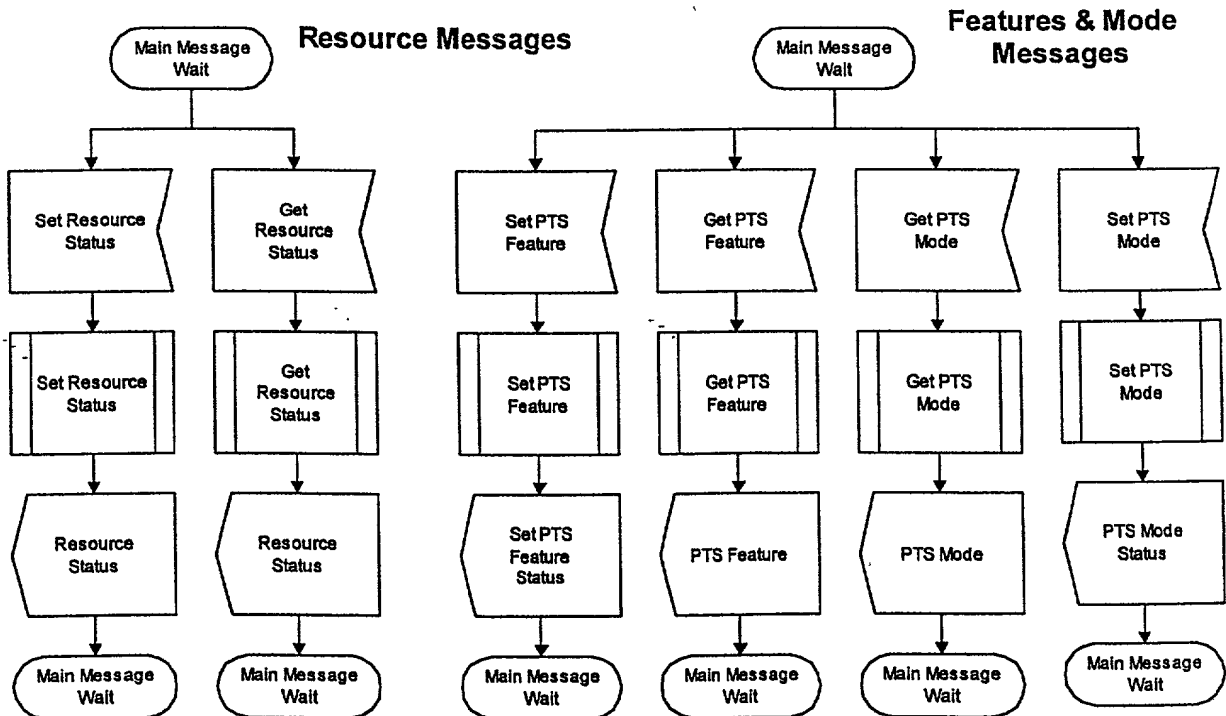 Main Message
Wait
Resource Messages
Main Message
Wait
Features & Mode
Messages
Set Resource
Status
Get
Resource
Status
Set PTS
Feature
Get PTS
Feature
Get PTS
Mode
Set PTS
Mode
Set Resource
Status
Get
Resource
Status
Set PTS
Feature
Get PTS
Feature
Get PTS
Mode
Set PTS
Mode
Resource
Status
Resource
Status
Set PTS
Feature
Status
PTS Feature
PTS Mode
PTS Mode
Status
Main Message
Wait
Main Message
Wait
Main Message
Wait
Main Message
Wait
Main Message
Wait
Main Message
Wait